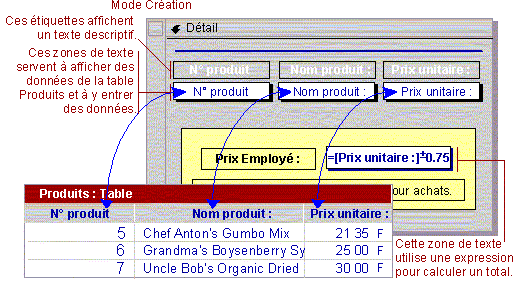 Mode Création
Ces étiquettes affichent
un texte descriptif.
Ces zones de texte
servent à afficher des
données de la table
Produits et à y entrer
des données.
Détail
N° produit Nom produit : Prix unitaire :
N° produit Nom produit : Prix unitaire :
Prix Employé : =[Prix unitaire :]*0.75
our achats.
Produits : Table
N° produit Nom produit : Prix unitaire :
5 Chef Anton's Gumbo Mix 21 35 F
6 Grandma's Boysenberry Sy 25 00 F
7 Uncle Bob's Organic Dried 30 00 F
Cette zone de texte
utilise une expression
pour calculer un total.